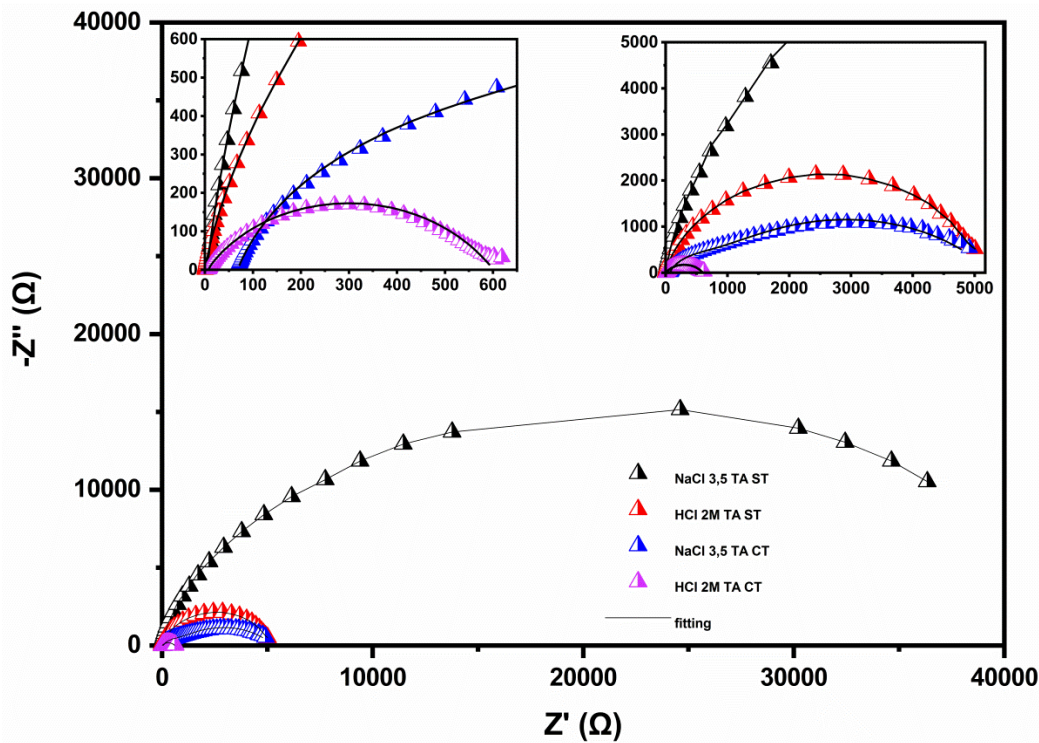 40000
30000
20000
10000
0
-Z'' (Ω)
600
500
400
300
200
100
0
0 100 200 300 400 500 600
5000
4000
3000
2000
1000
0
0 1000 2000 3000 4000 5000
NaCl 3,5 TA ST
HCl 2M TA ST
NaCl 3,5 TA CT
HCl 2M TA CT
fitting
0 10000 20000 30000 40000
Z' (Ω)